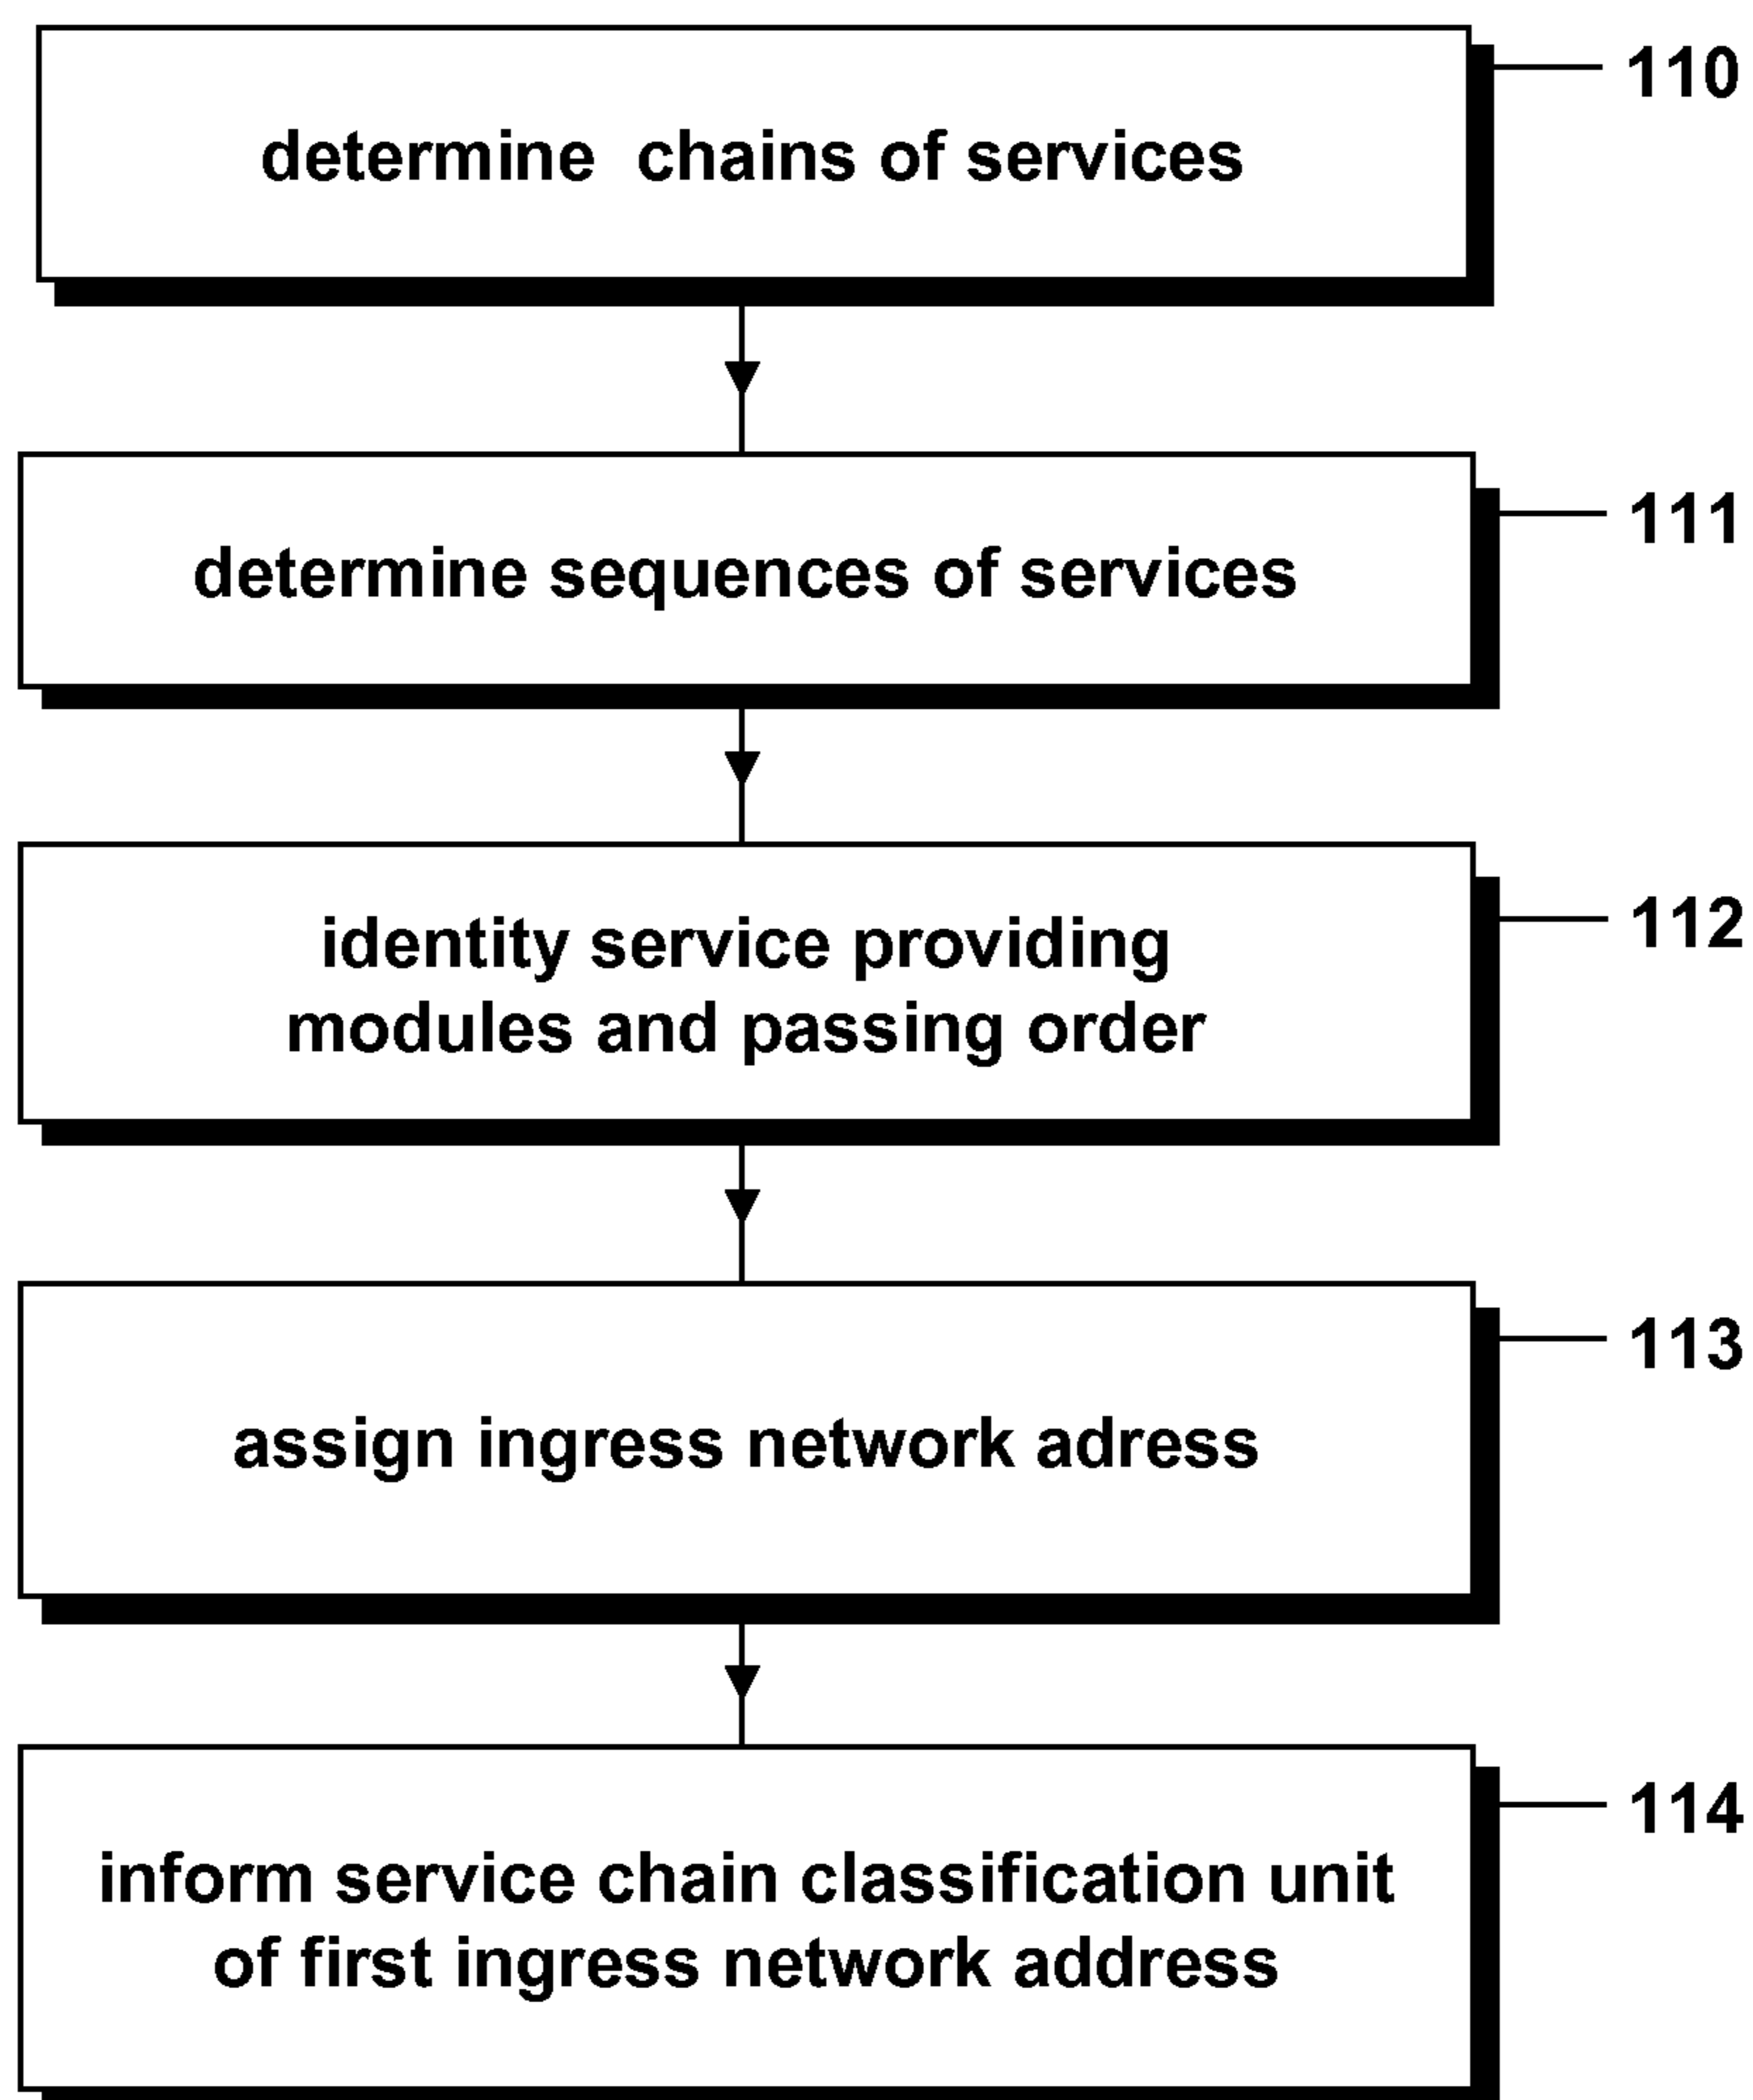 110
determine chains of services
111
determine sequences of services
112
identity service providing
modules and passing order
113
assign ingress network adress
114
inform service chain classification unit
of first ingress network address